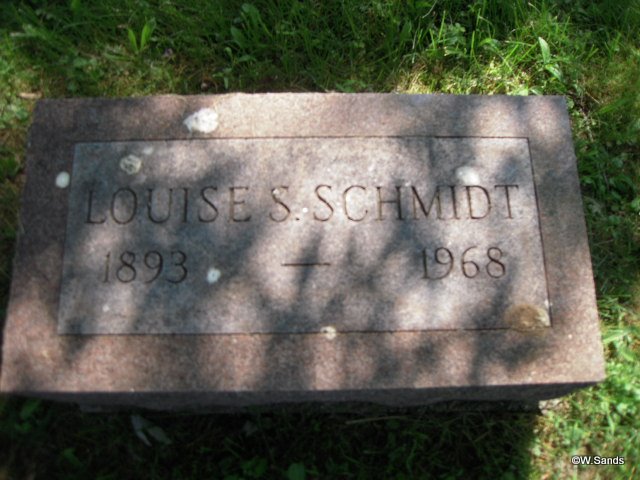 LOUISE S. SCHMIDT
1893 — 1968
©W.Sands